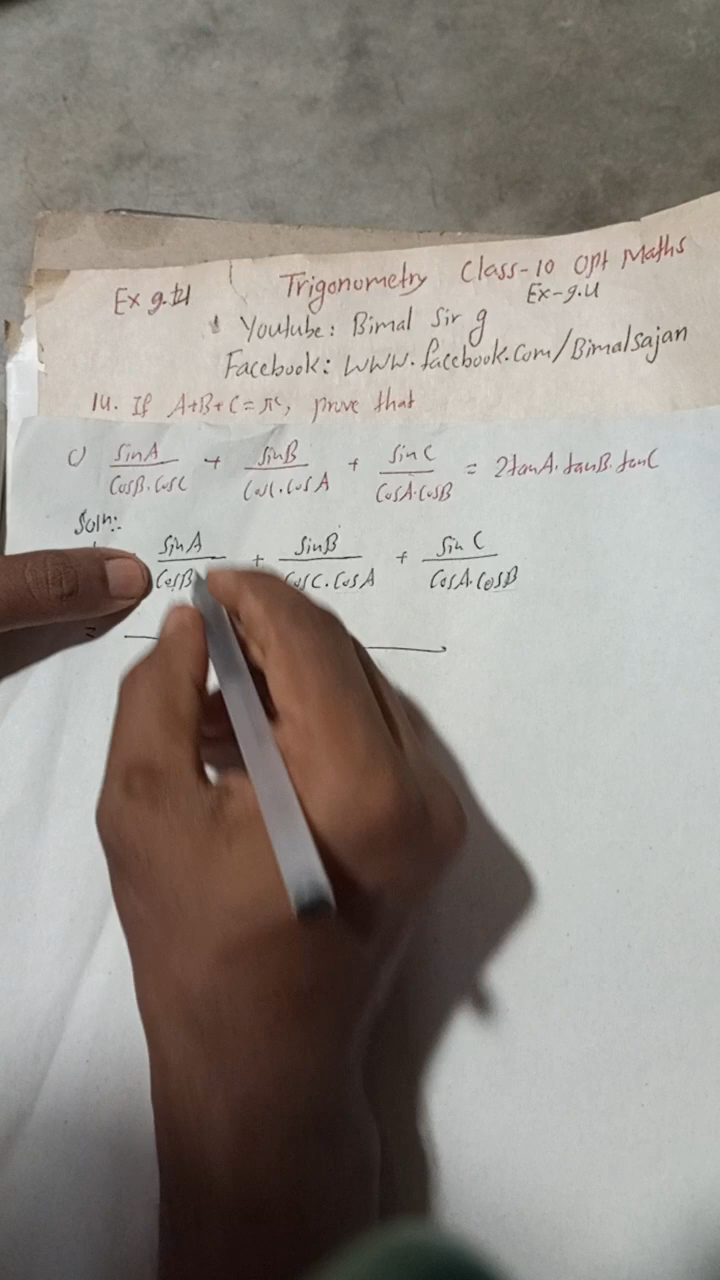 Ex 9.4
Trigonometry Class-10 Opt Maths
Ex-9.4
Youtube: Bimal Sir g
Facebook: www.facebook.com/Bimalsajan
14. If A+B+C=πᶜ, prove that
c) SinA/CosB.CosC + SinB/CosC.CosA + SinC/CosA.CosB = 2tanA.tanB.tanC
Soln:
SinA/CosB + SinB/CosC.CosA + SinC/CosA.CosB
=